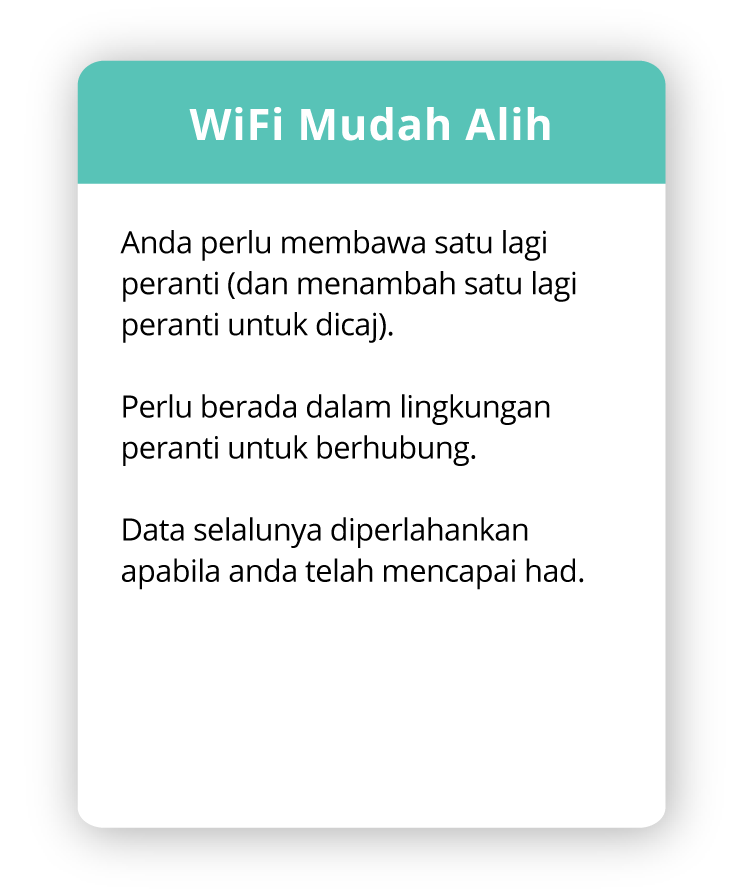 WiFi Mudah Alih
Anda perlu membawa satu lagi
peranti (dan menambah satu lagi
peranti untuk dicaj).
Perlu berada dalam lingkungan
peranti untuk berhubung.
Data selalunya diperlahankan
apabila anda telah mencapai had.